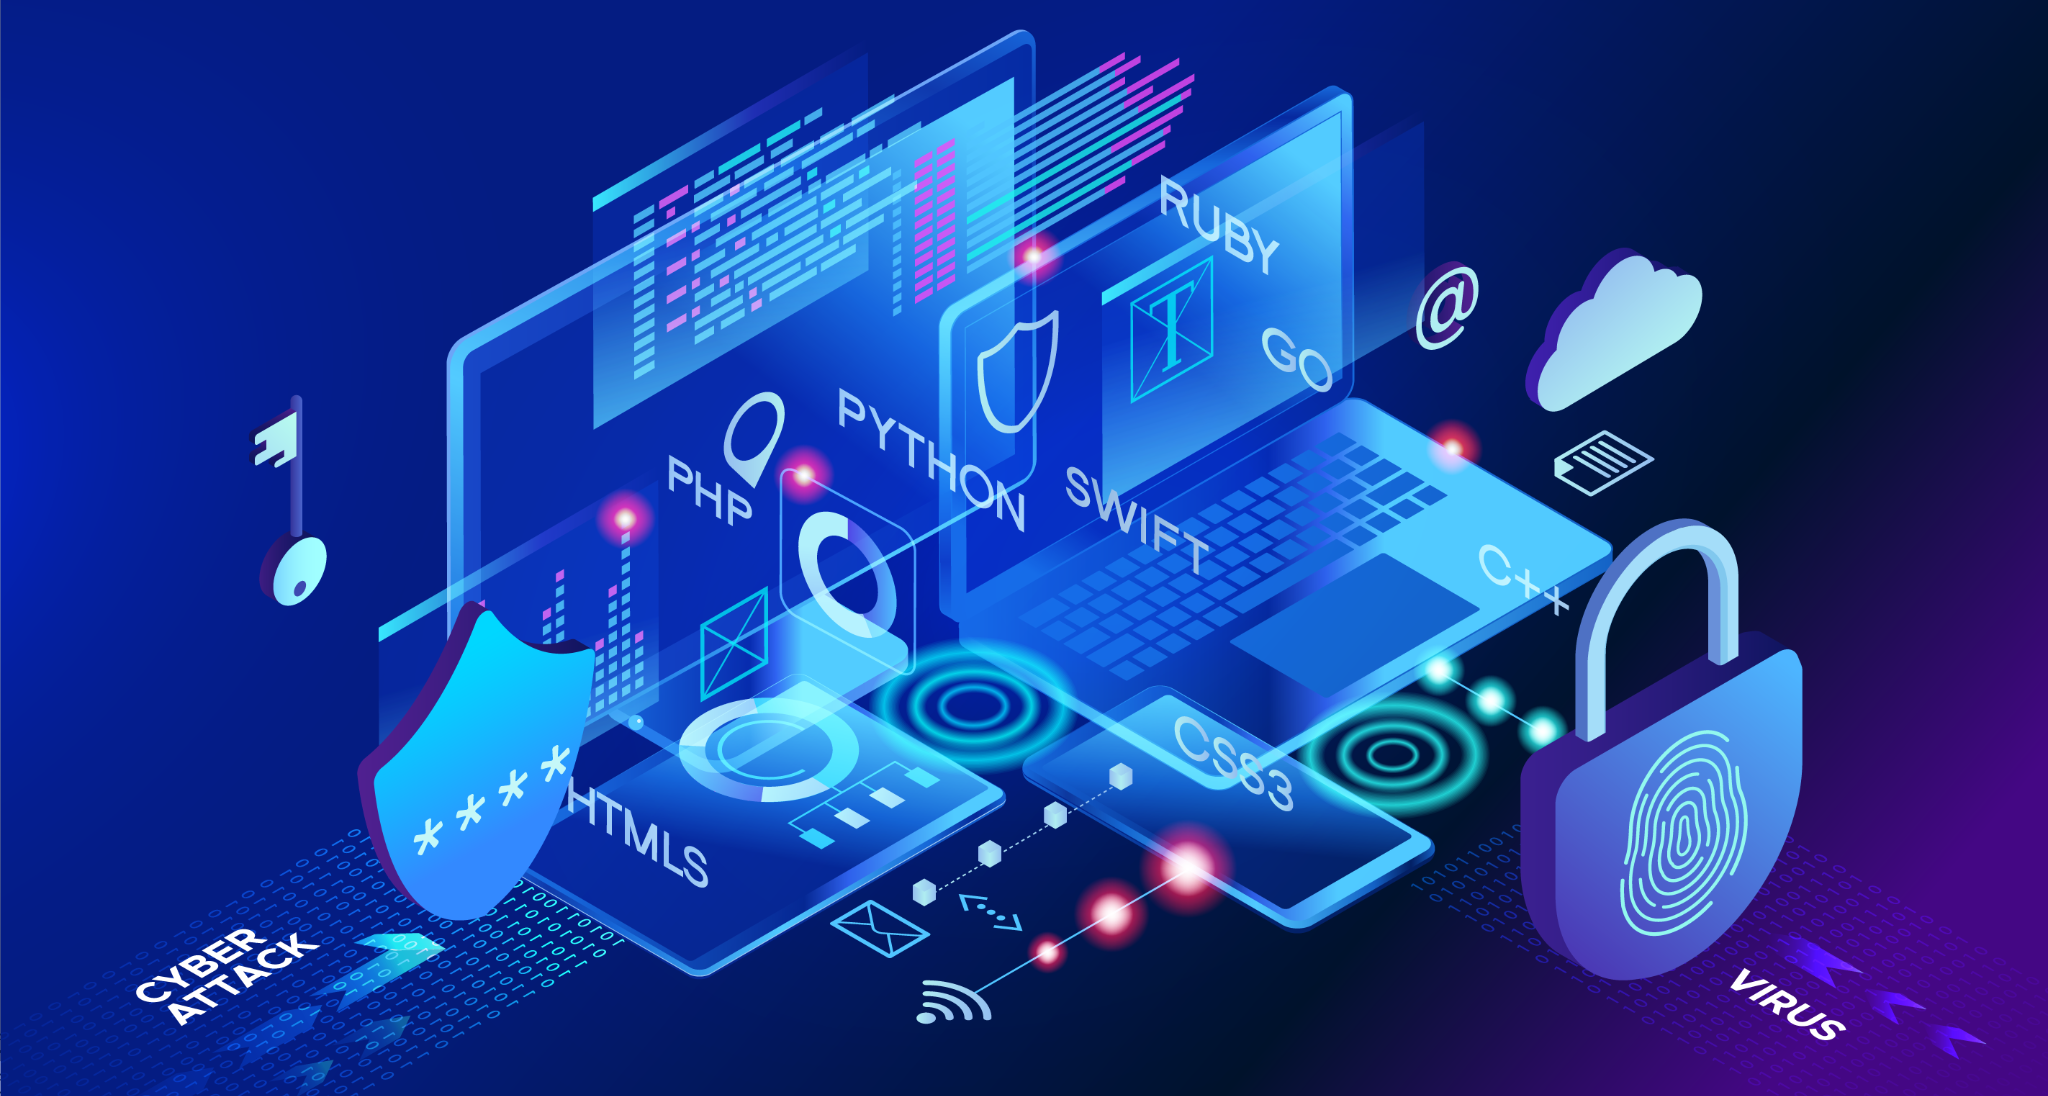 RUBY
@
GO
PYTHON
PHP
SWIFT
C++
CSS3
****
HTMLS
CYBER
ATTACK
VIRUS
T